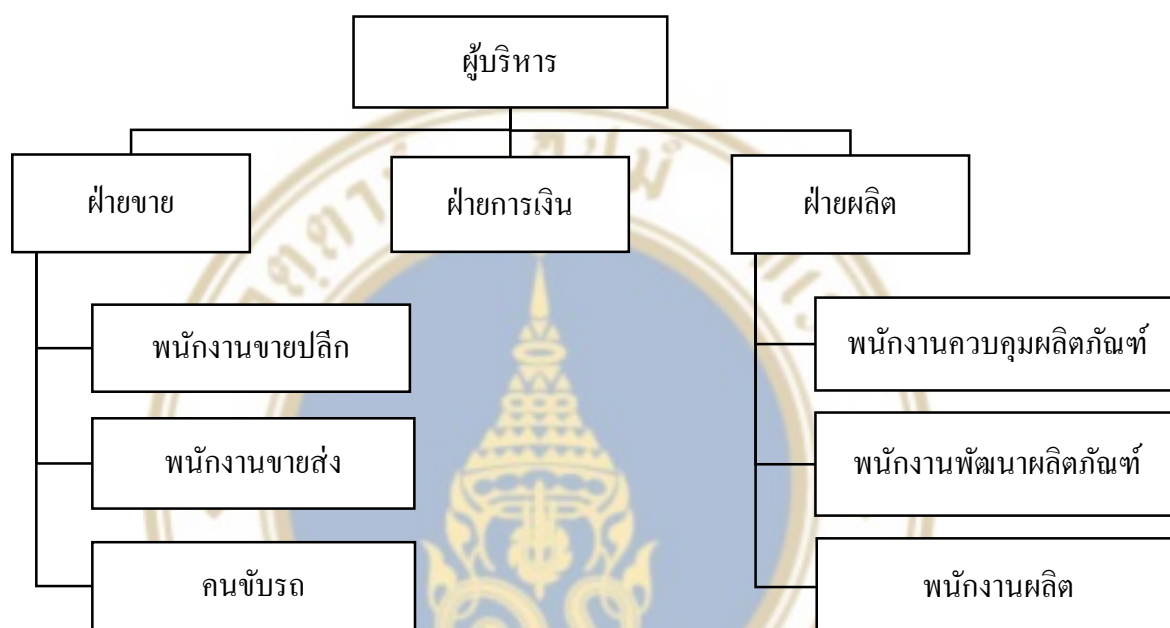 ผู้บริหาร
ฝ่ายขาย
ฝ่ายการเงิน
ฝ่ายผลิต
พนักงานขายปลีก
พนักงานควบคุมผลิตภัณฑ์
พนักงานขายส่ง
พนักงานพัฒนาผลิตภัณฑ์
คนขับรถ
พนักงานผลิต